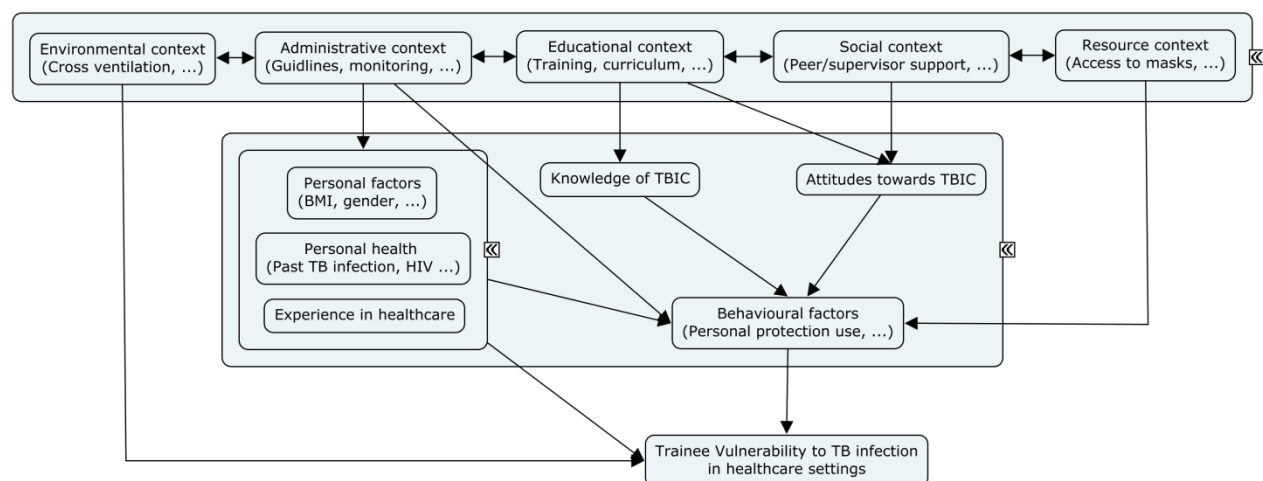 Environmental context
(Cross ventilation, ...)
Administrative context
(Guidlines, monitoring, ...)
Educational context
(Training, curriculum, ...)
Social context
(Peer/supervisor support, ...)
Resource context
(Access to masks, ...)
Personal factors
(BMI, gender, ...)
Knowledge of TBIC
Attitudes towards TBIC
Personal health
(Past TB infection, HIV ...)
Experience in healthcare
Behavioural factors
(Personal protection use, ...)
Trainee Vulnerability to TB infection
in healthcare settings